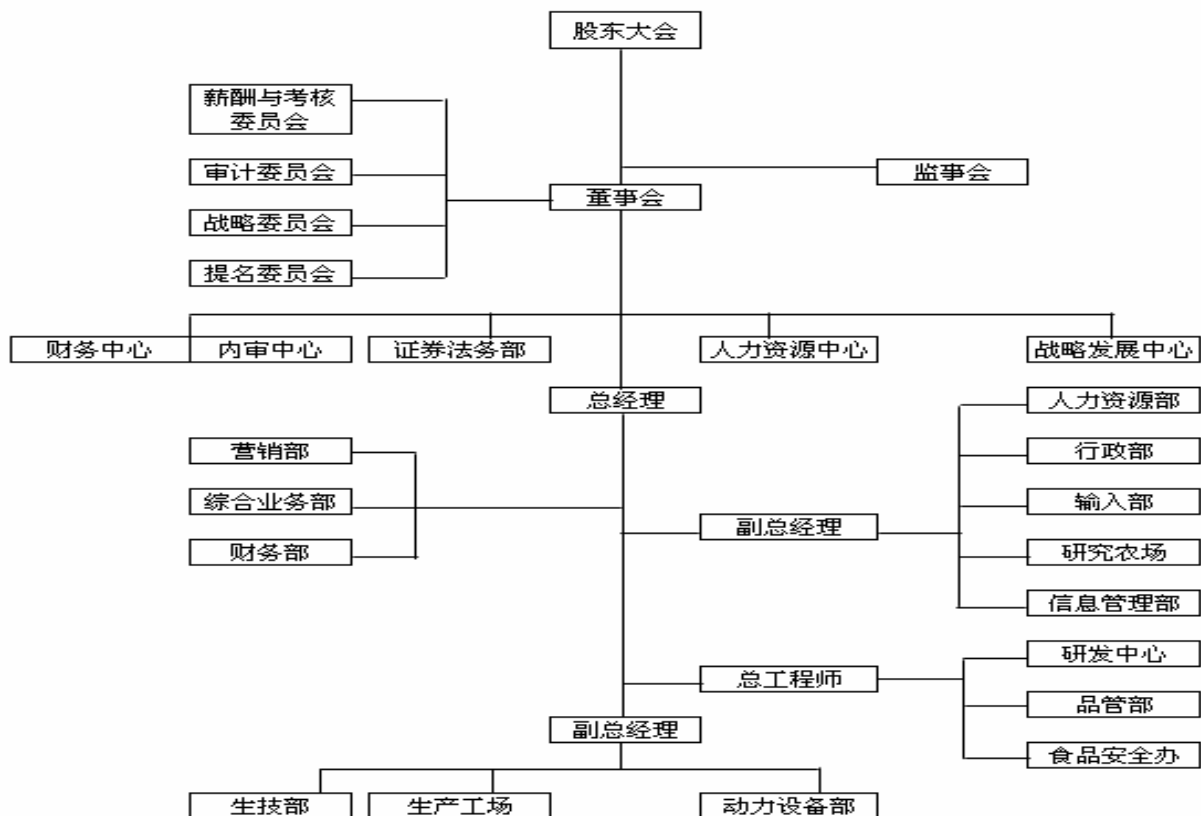 股东大会
薪酬与考核
委员会
审计委员会
监事会
董事会
战略委员会
提名委员会
财务中心
内审中心
证券法务部
人力资源中心
战略发展中心
总经理
人力资源部
营销部
行政部
综合业务部
输入部
副总经理
财务部
研究农场
信息管理部
研发中心
总工程师
品管部
副总经理
食品安全办
生技部
生产工场
动力设备部